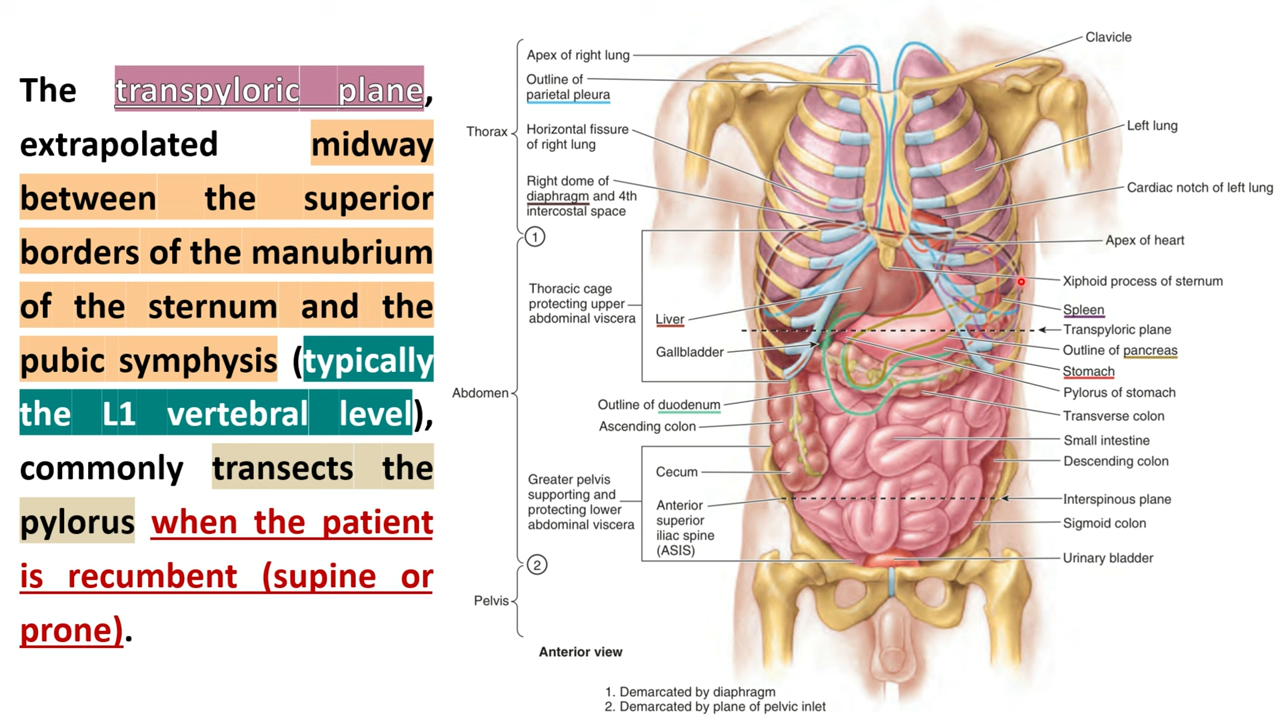 The transpyloric plane,
extrapolated midway
between the superior
borders of the manubrium
of the sternum and the
pubic symphysis (typically
the L1 vertebral level),
commonly transects the
pylorus when the patient
is recumbent (supine or
prone).
Thorax
Abdomen
Pelvis
1
2
Apex of right lung
Outline of
parietal pleura
Horizontal fissure
of right lung
Right dome of
diaphragm and 4th
intercostal space
Thoracic cage
protecting upper
abdominal viscera
Liver
Gallbladder
Outline of duodenum
Ascending colon
Greater pelvis
supporting and
protecting lower
abdominal viscera
Cecum
Anterior
superior
iliac spine
(ASIS)
Clavicle
Left lung
Cardiac notch of left lung
Apex of heart
Xiphoid process of sternum
Spleen
Transpyloric plane
Outline of pancreas
Stomach
Pylorus of stomach
Transverse colon
Small intestine
Descending colon
Interspinous plane
Sigmoid colon
Urinary bladder
Anterior view
1. Demarcated by diaphragm
2. Demarcated by plane of pelvic inlet